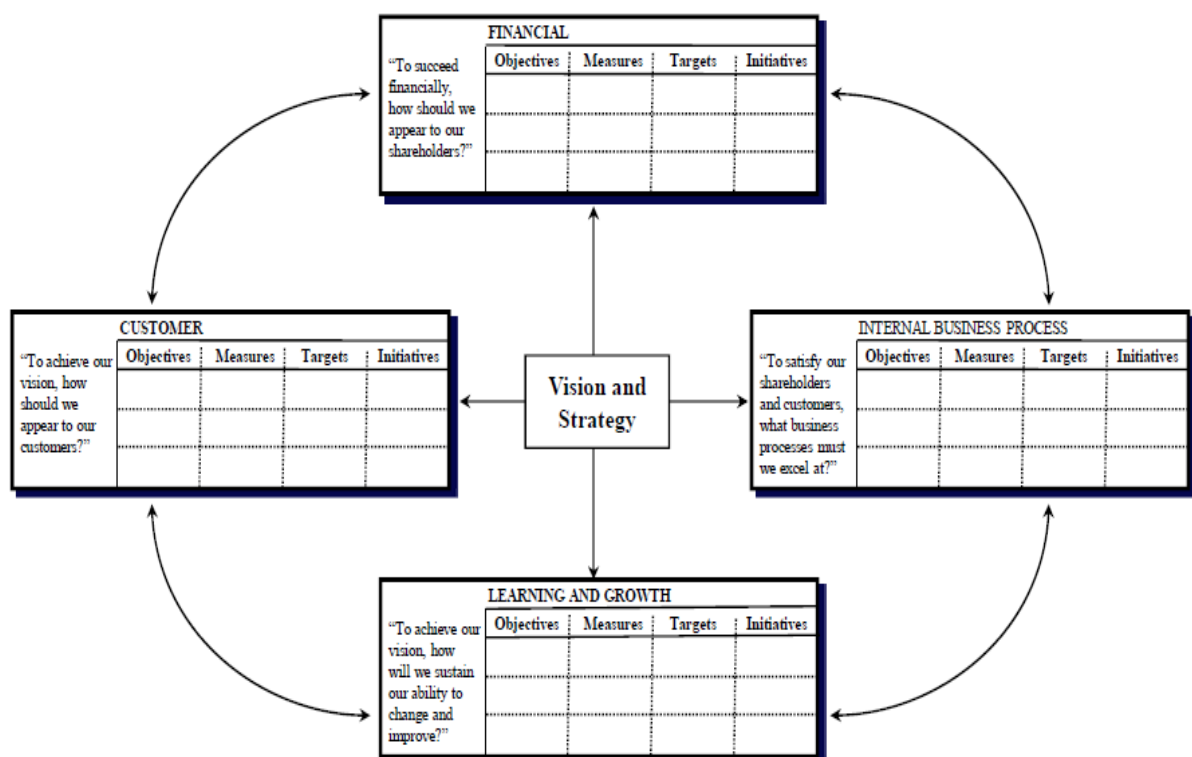 FINANCIAL
Objectives Measures Targets Initiatives
“To succeed
financially,
how should we
appear to our
shareholders?”
CUSTOMER
Objectives Measures Targets Initiatives
“To achieve our
vision, how
should we
appear to our
customers?”
Vision and
Strategy
INTERNAL BUSINESS PROCESS
Objectives Measures Targets Initiatives
“To satisfy our
shareholders
and customers,
what business
processes must
we excel at?”
LEARNING AND GROWTH
Objectives Measures Targets Initiatives
“To achieve our
vision, how
will we sustain
our ability to
change and
improve?”